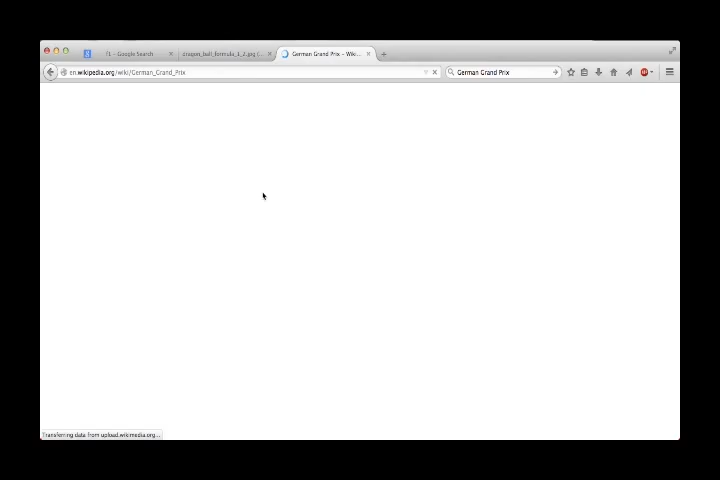 f1 - Google Search
dragon_ball_formula_1_2.jpg (...
German Grand Prix – Wiki...
en.wikipedia.org/wiki/German_Grand_Prix
German Grand Prix
Transferring data from upload.wikimedia.org...